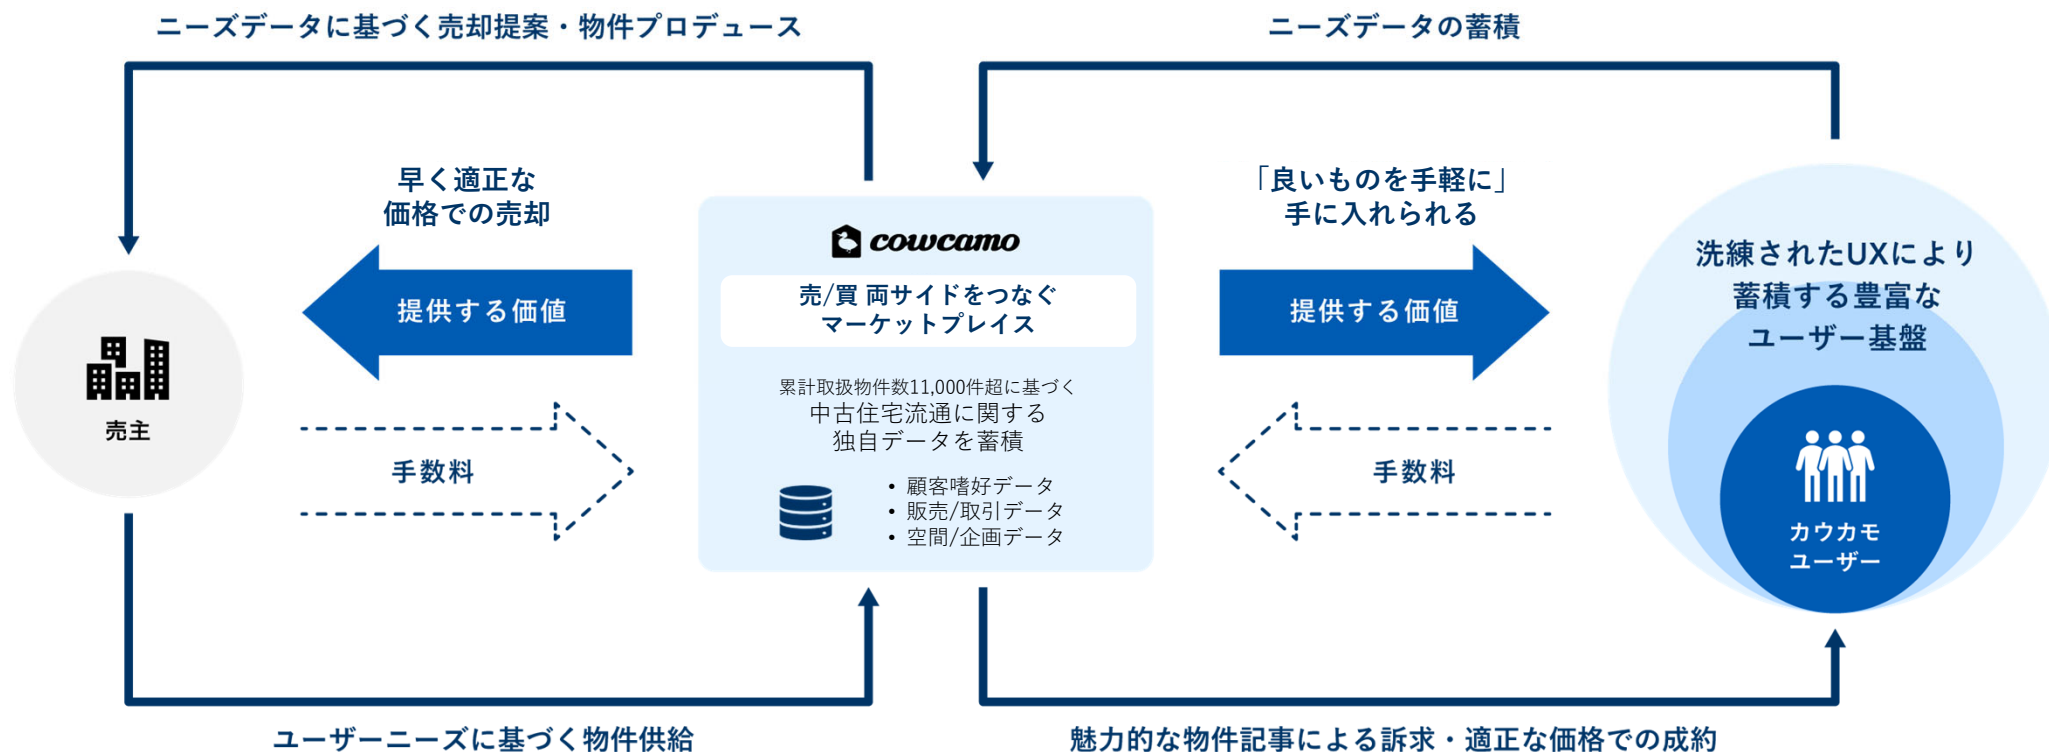 ニーズデータに基づく売却提案・物件プロデュース
ニーズデータの蓄積
早く適正な
価格での売却
「良いものを手軽に」
手に入れられる
cowcamo
売/買 両サイドをつなぐ
マーケットプレイス
洗練されたUXにより
蓄積する豊富な
ユーザー基盤
提供する価値
提供する価値
売主
累計取扱物件数11,000件超に基づく
中古住宅流通に関する
独自データを蓄積
手数料
手数料
• 顧客嗜好データ
• 販売/取引データ
• 空間/企画データ
カウカモ
ユーザー
ユーザーニーズに基づく物件供給
魅力的な物件記事による訴求・適正な価格での成約